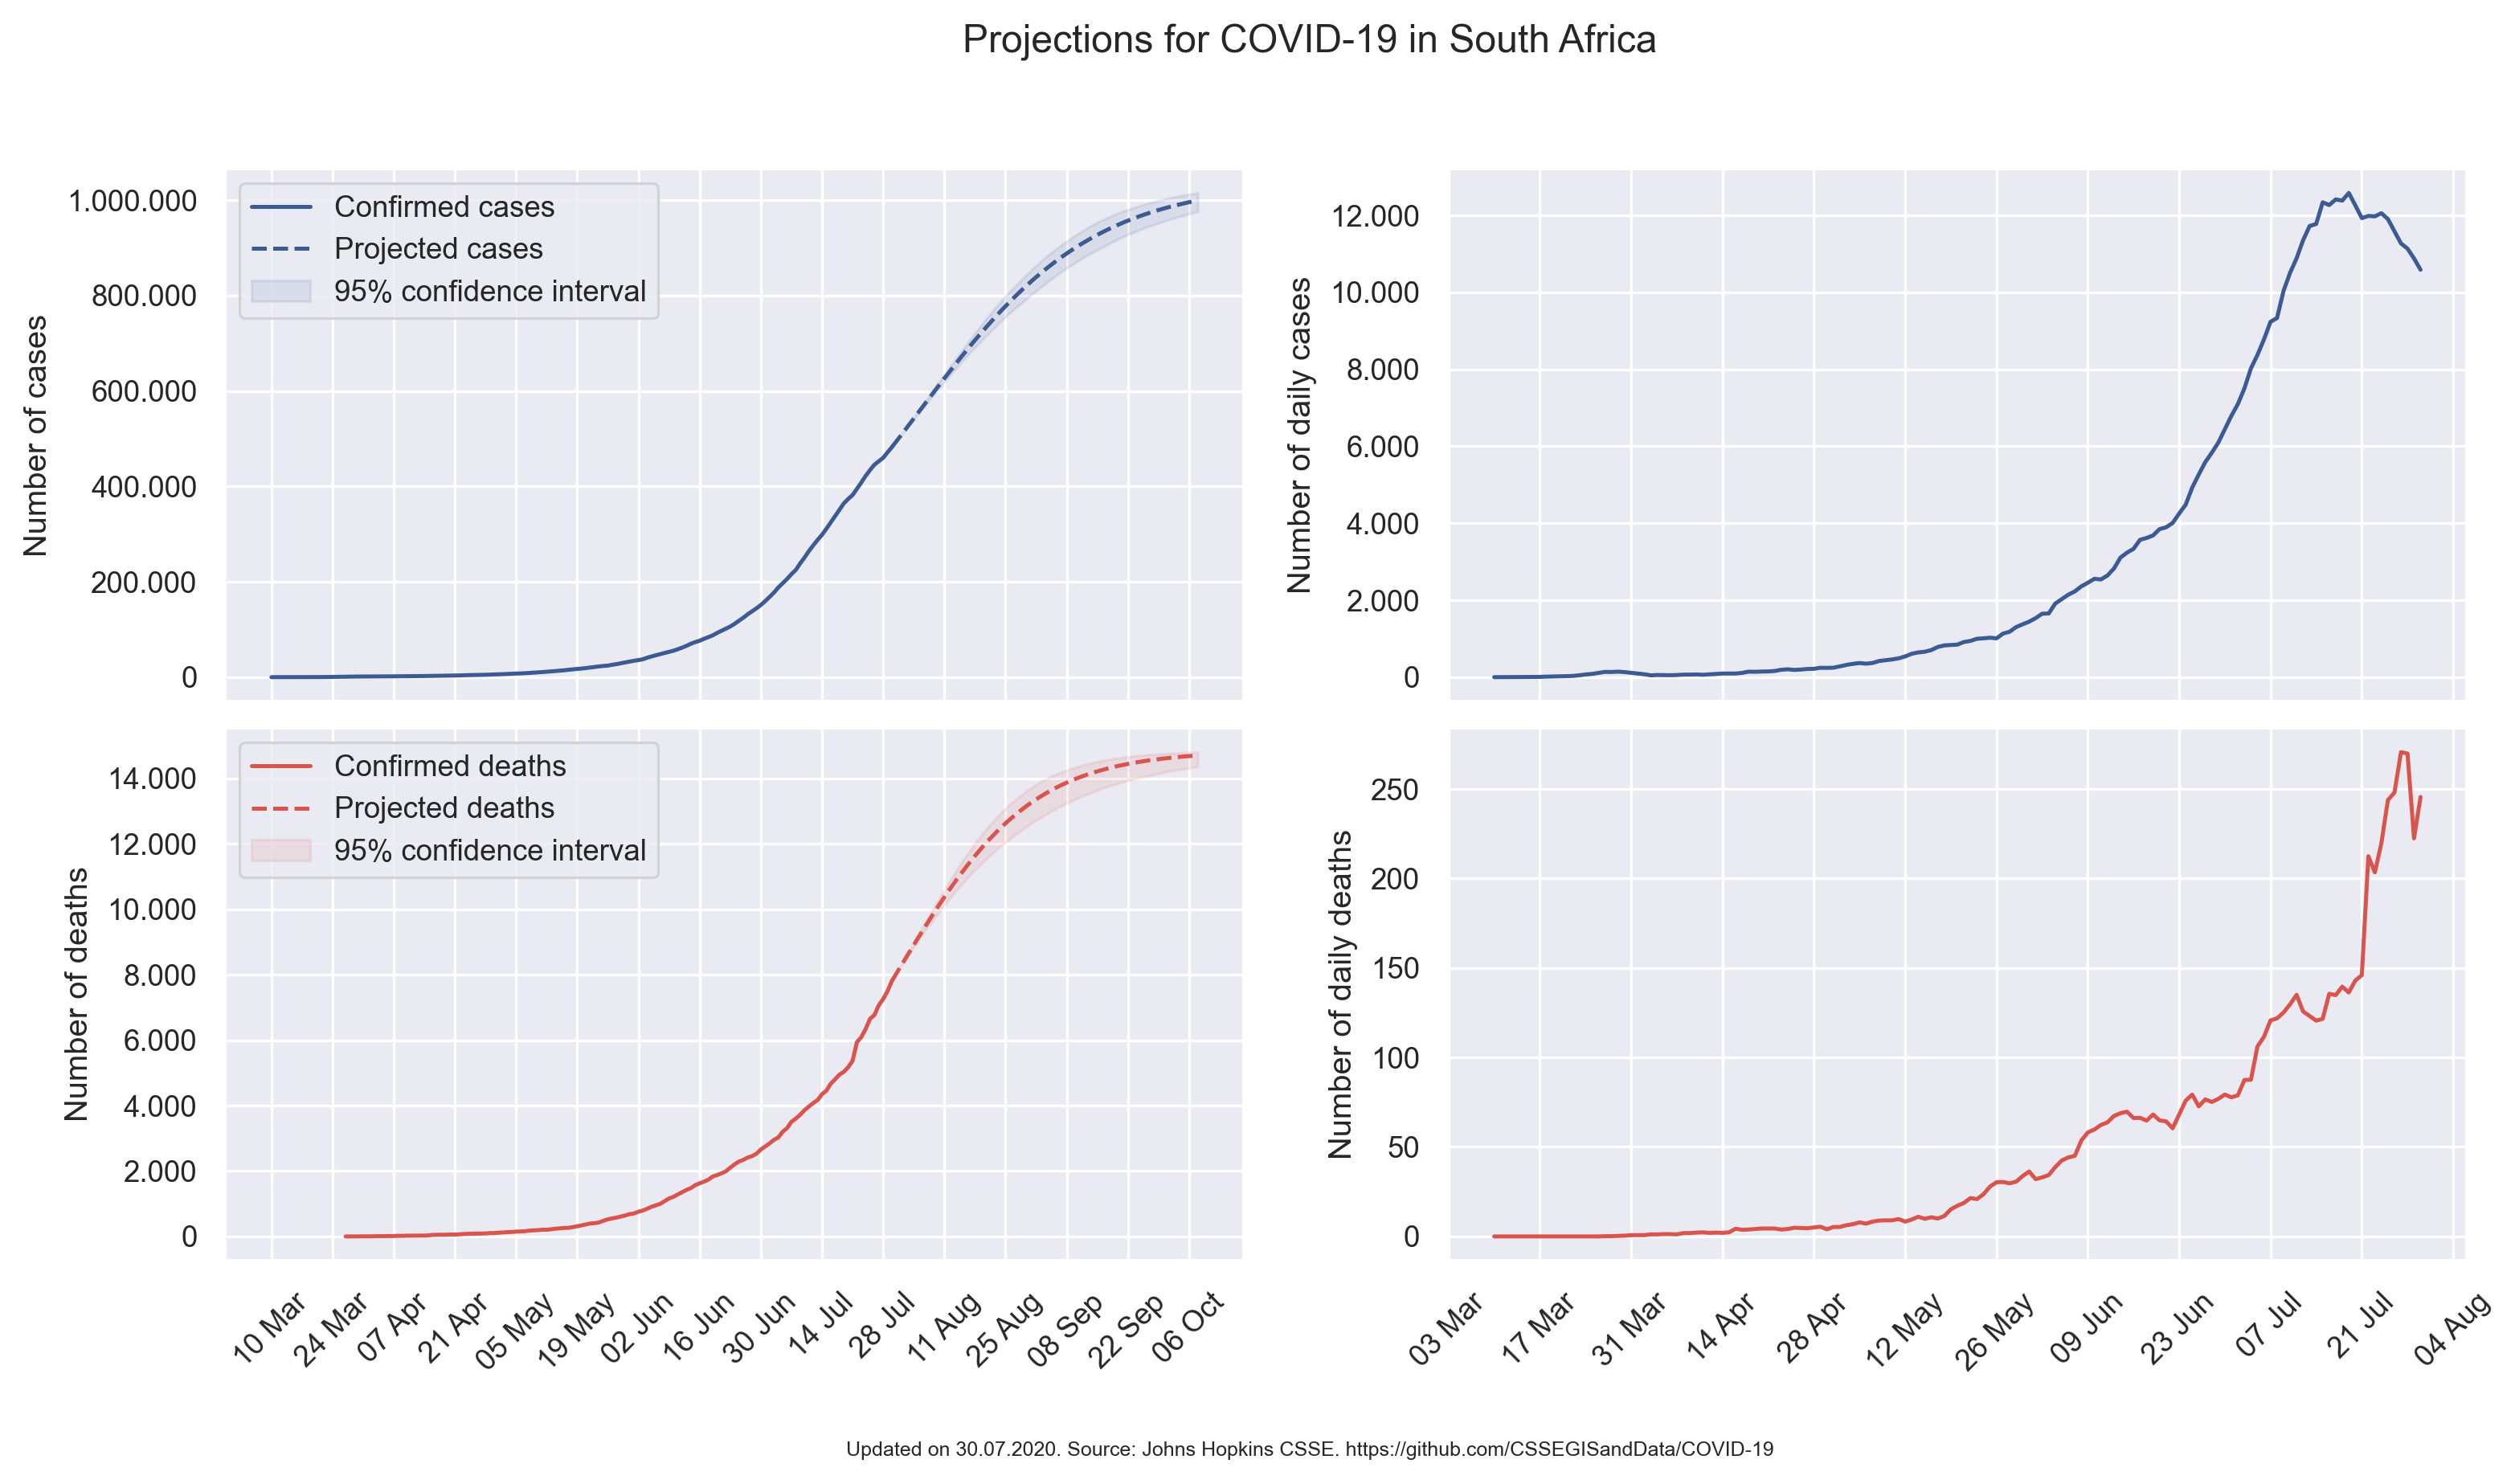 Projections for COVID-19 in South Africa
Number of cases
1.000.000
800.000
600.000
400.000
200.000
0
Confirmed cases
Projected cases
95% confidence interval
Number of daily cases
12.000
10.000
8.000
6.000
4.000
2.000
0
Number of deaths
14.000
12.000
10.000
8.000
6.000
4.000
2.000
0
Confirmed deaths
Projected deaths
95% confidence interval
10 Mar
24 Mar
07 Apr
21 Apr
05 May
19 May
02 Jun
16 Jun
30 Jun
14 Jul
28 Jul
11 Aug
25 Aug
08 Sep
22 Sep
06 Oct
Number of daily deaths
250
200
150
100
50
0
03 Mar
17 Mar
31 Mar
14 Apr
28 Apr
12 May
26 May
09 Jun
23 Jun
07 Jul
21 Jul
04 Aug
Updated on 30.07.2020. Source: Johns Hopkins CSSE. https://github.com/CSSEGISandData/COVID-19